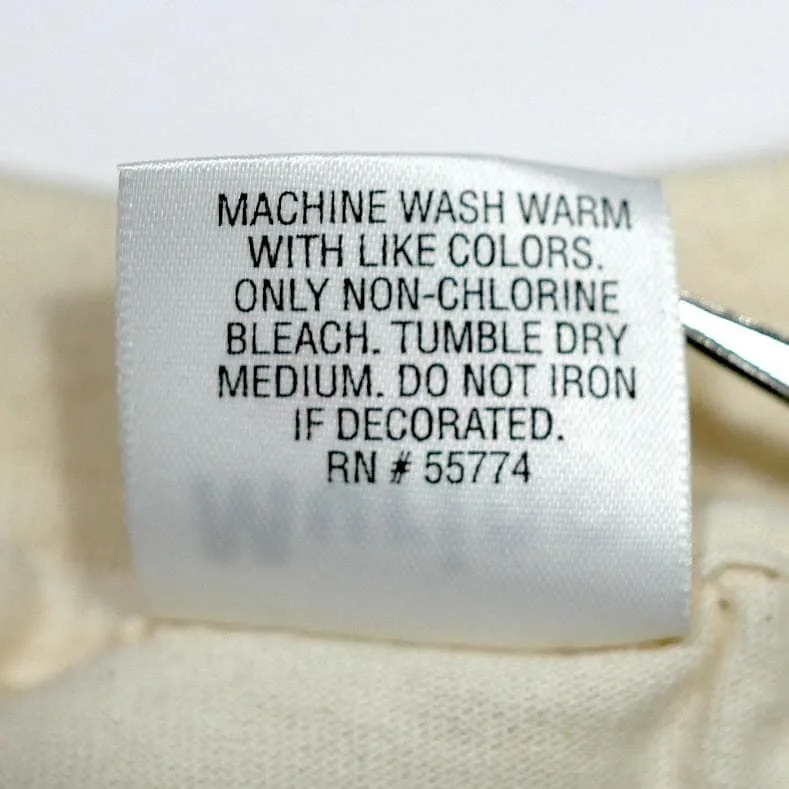 MACHINE WASH WARM
WITH LIKE COLORS.
ONLY NON-CHLORINE
BLEACH. TUMBLE DRY
MEDIUM. DO NOT IRON
IF DECORATED.
RN # 55774